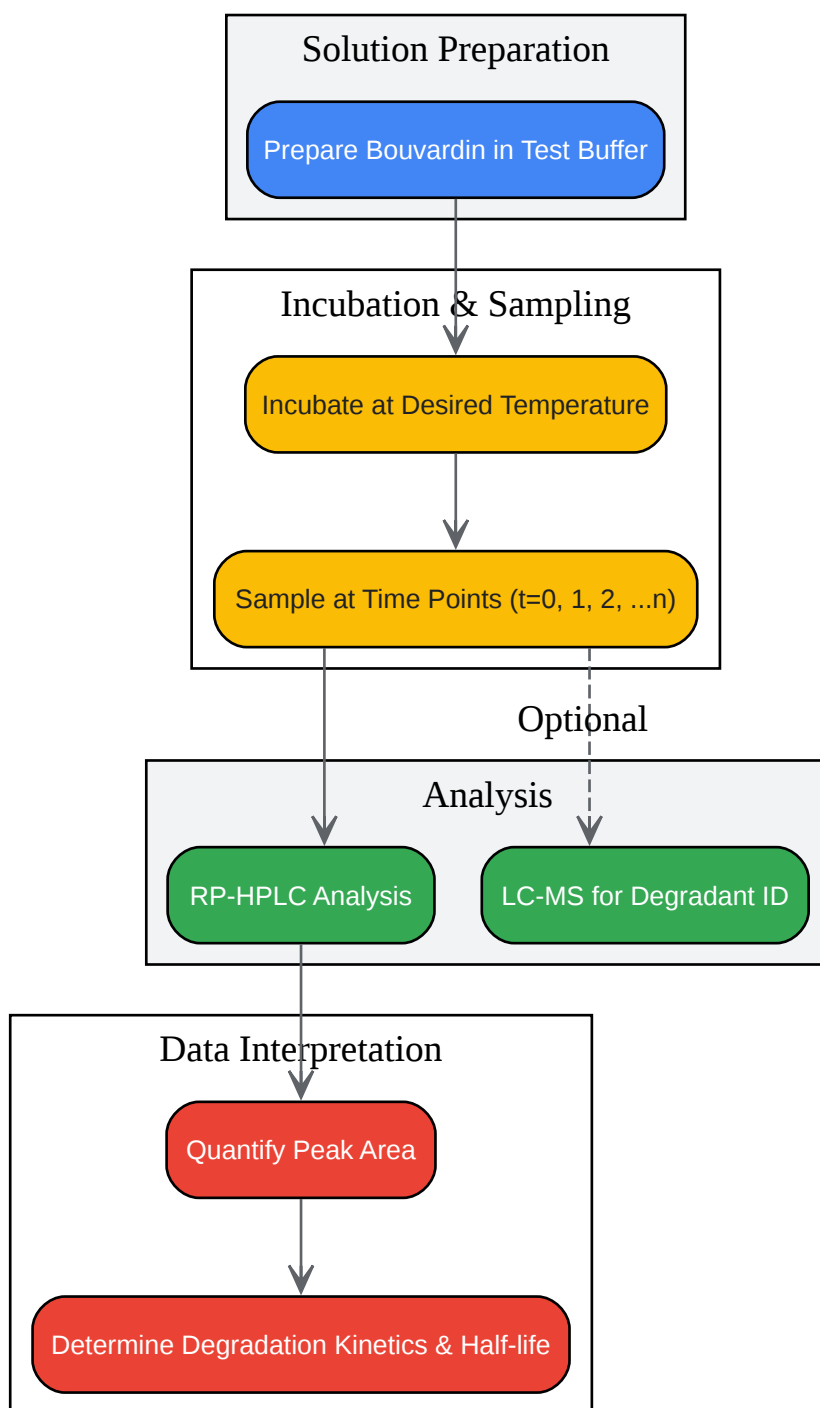 Solution Preparation
Prepare Bouvardin in Test Buffer
Incubation & Sampling
Incubate at Desired Temperature
Sample at Time Points (t=0, 1, 2, ...n)
Optional
Analysis
RP-HPLC Analysis
LC-MS for Degradant ID
Data Interpretation
Quantify Peak Area
Determine Degradation Kinetics & Half-life